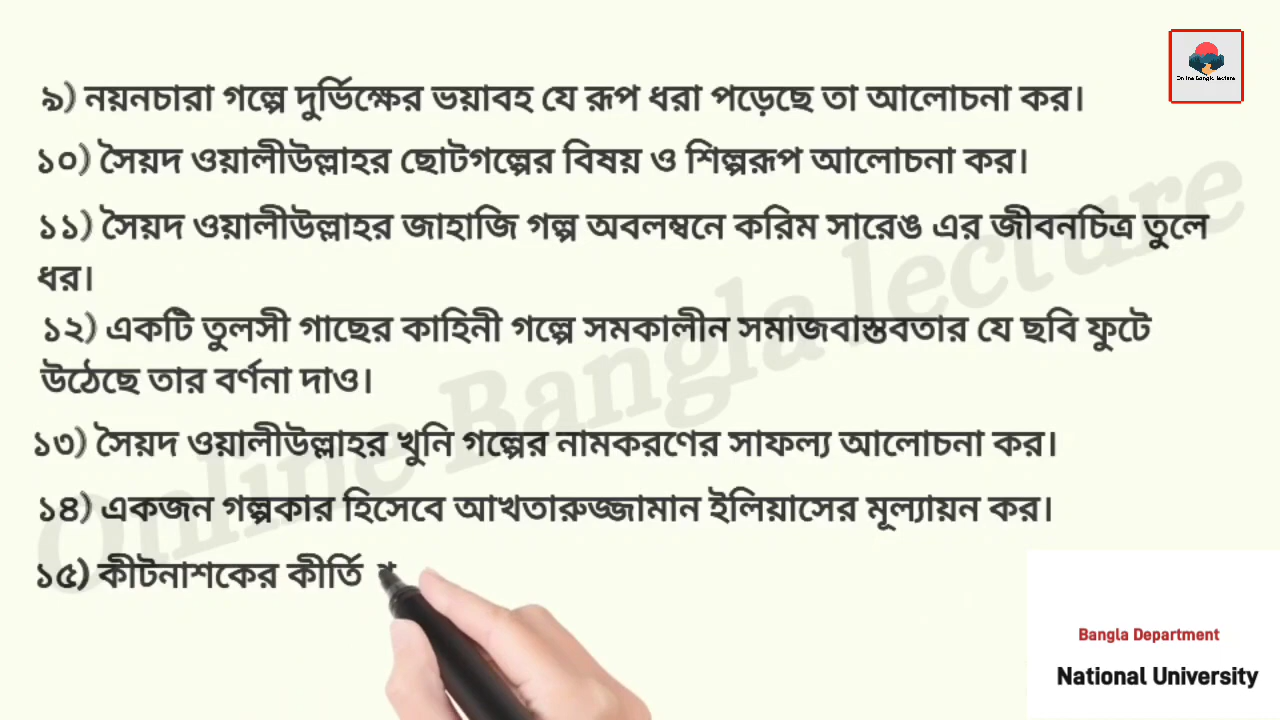 ৯) নয়নচারা গল্পে দুর্ভিক্ষের ভয়াবহ যে রূপ ধরা পড়েছে তা আলোচনা কর।
১০) সৈয়দ ওয়ালীউল্লাহর ছোটগল্পের বিষয় ও শিল্পরূপ আলোচনা কর।
১১) সৈয়দ ওয়ালীউল্লাহর জাহাজি গল্প অবলম্বনে করিম সারেঙ এর জীবনচিত্র তুলে
ধর।
১২) একটি তুলসী গাছের কাহিনী গল্পে সমকালীন সমাজবাস্তবতার যে ছবি ফুটে
উঠেছে তার বর্ণনা দাও।
১৩) সৈয়দ ওয়ালীউল্লাহর খুনি গল্পের নামকরণের সাফল্য আলোচনা কর।
১৪) একজন গল্পকার হিসেবে আখতারুজ্জামান ইলিয়াসের মূল্যায়ন কর।
১৫) কীটনাশকের কীর্তি
Online Bangla lecture
Online Bangla lecture
Bangla Department
National University